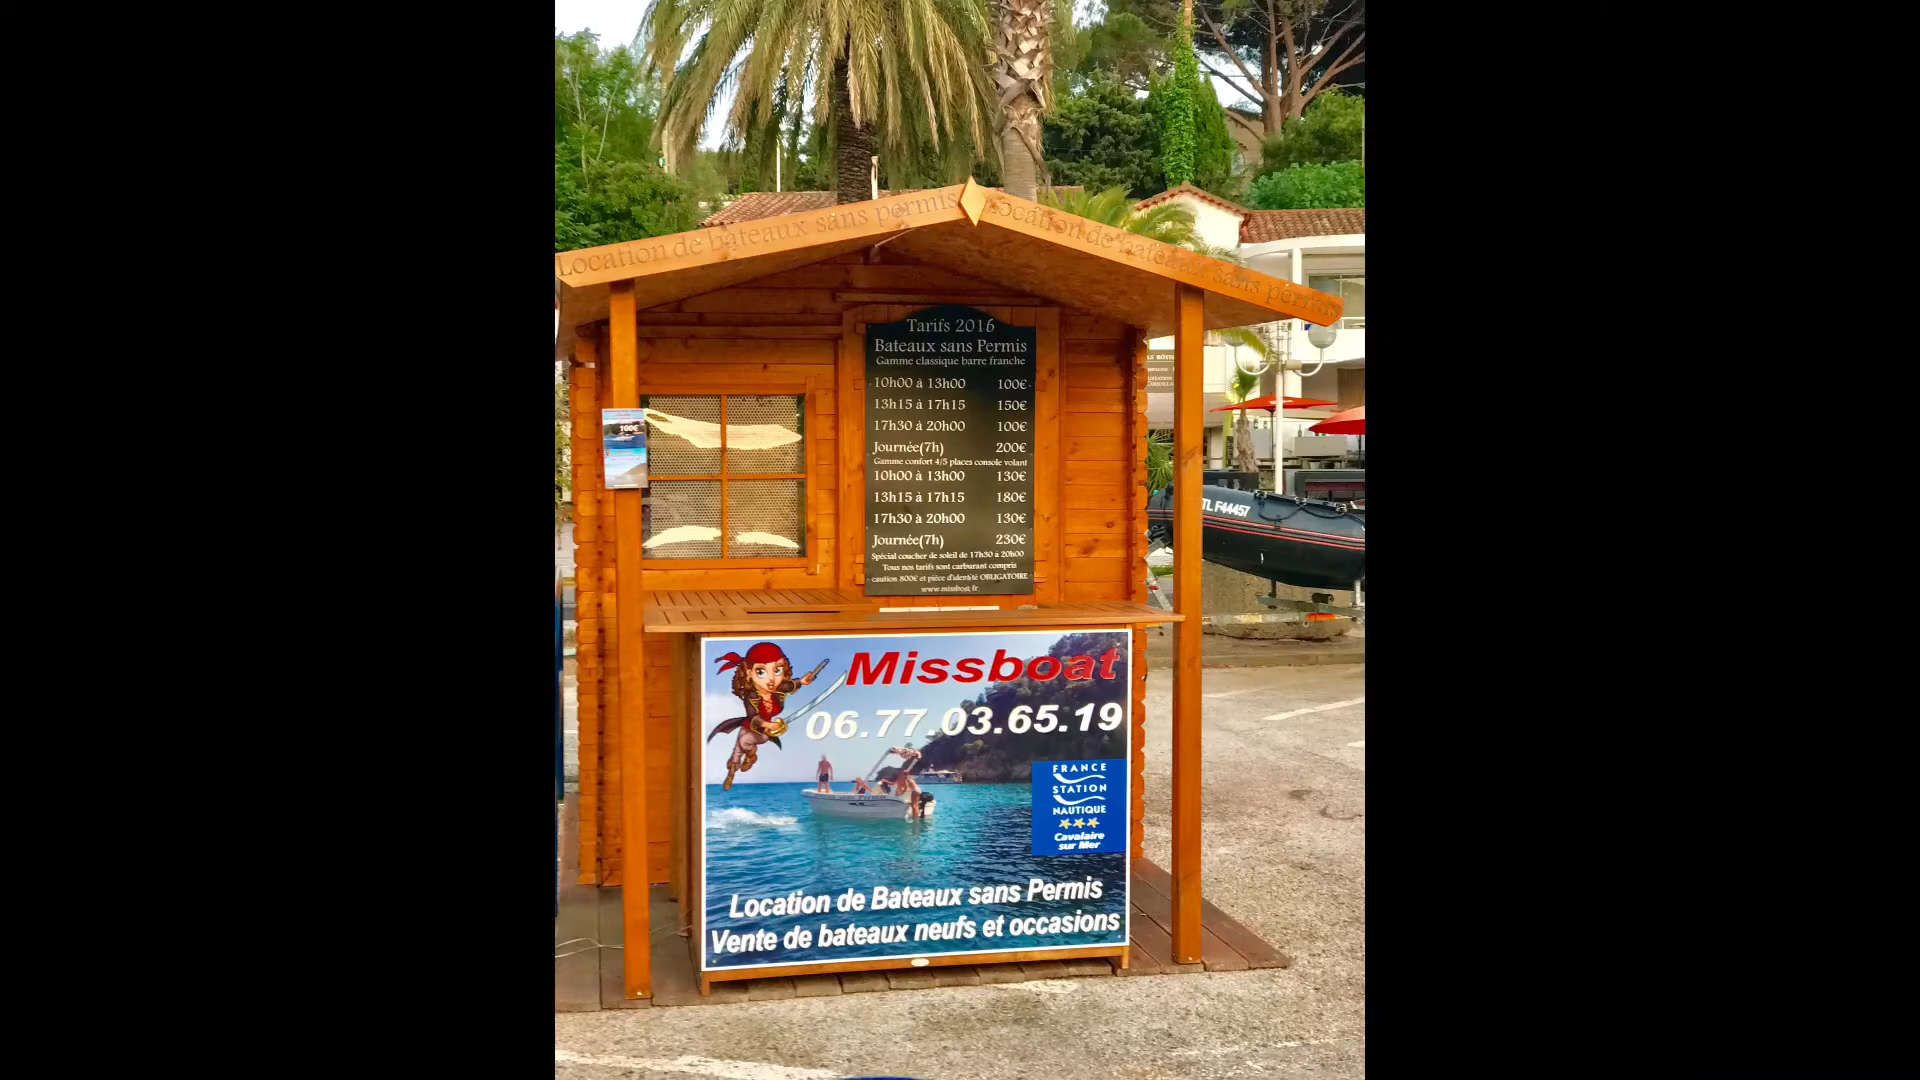 Location de bateaux sans permis
Location de bateaux sans permis
Tarifs 2016
Bateaux sans Permis
Gamme classique barre franche
10h00 à 13h00 100€
13h15 à 17h15 150€
17h30 à 20h00 100€
Journée(7h) 200€
Gamme confort 4/5 places console volant
10h00 à 13h00 130€
13h15 à 17h15 180€
17h30 à 20h00 130€
Journée(7h) 230€
Spécial coucher de soleil de 17h30 à 20h00
Tous nos tarifs sont carburant compris
caution 800€ et pièce d'identité OBLIGATOIRE
www.missboat.fr
100€
TL F44457
Missboat
06.77.03.65.19
FRANCE
STATION
NAUTIQUE
Cavalaire
sur Mer
Location de Bateaux sans Permis
Vente de bateaux neufs et occasions